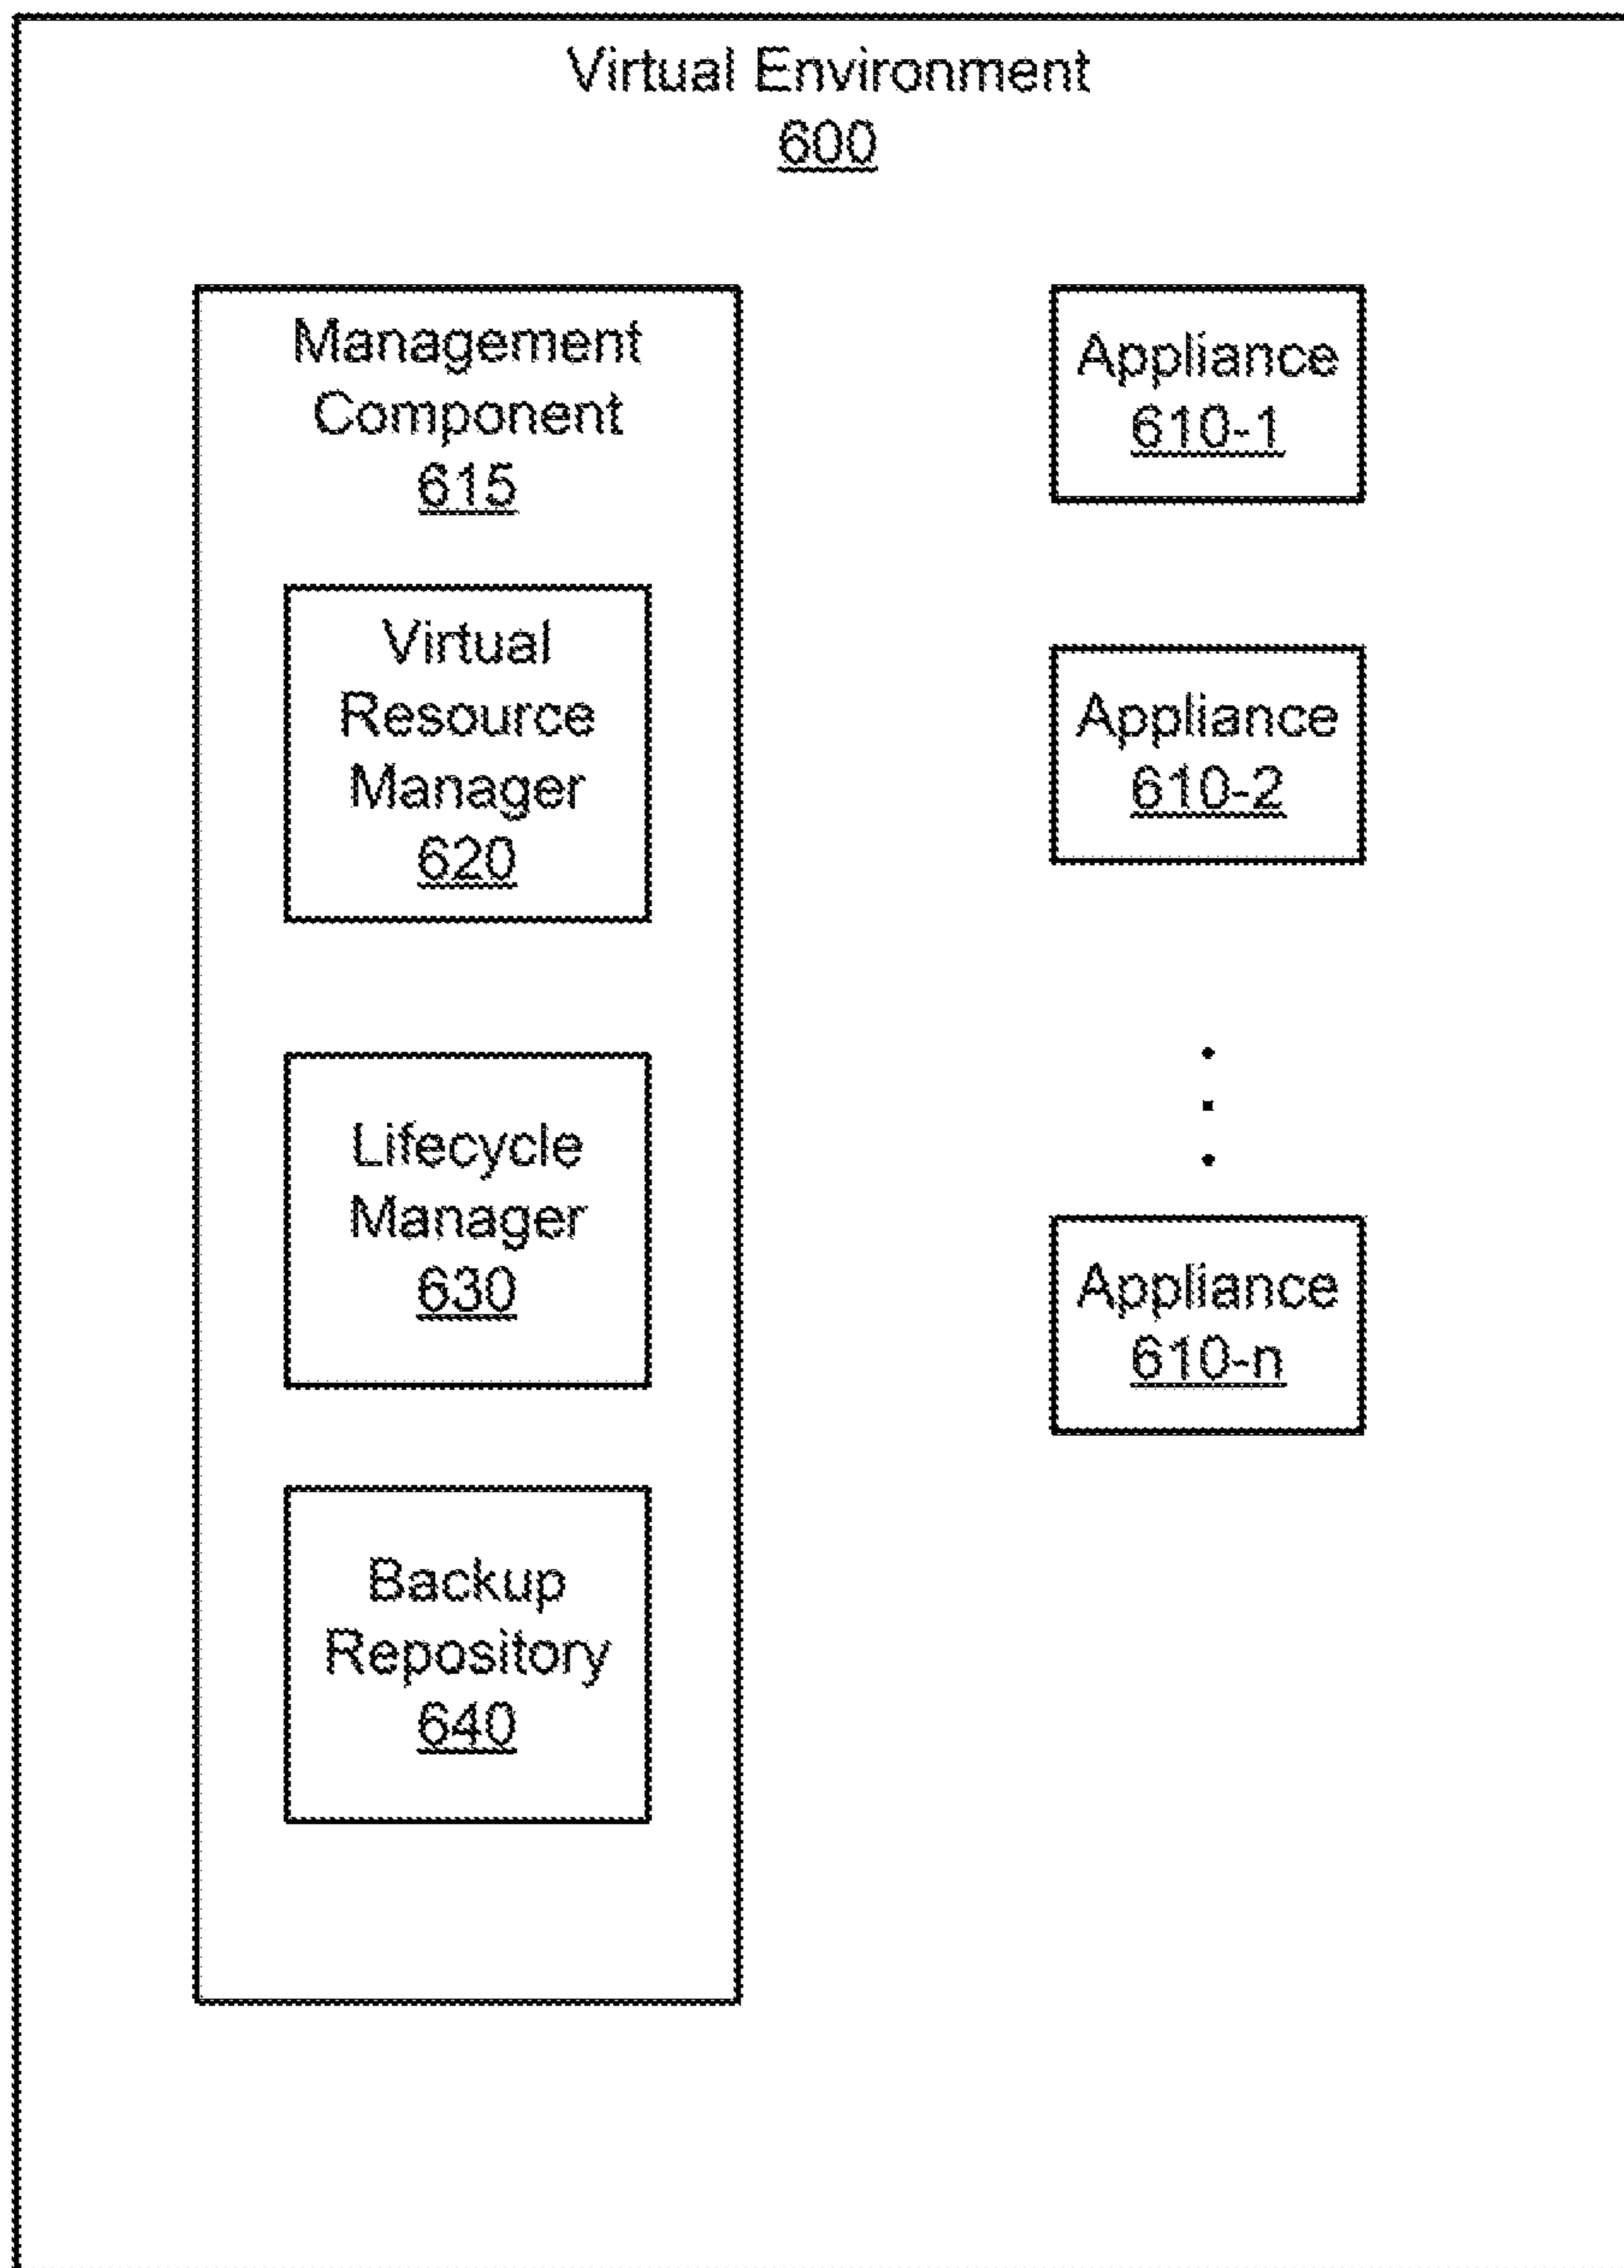 Virtual Environment
600
Management
Component
615
Virtual
Resource
Manager
620
Lifecycle
Manager
630
Backup
Repository
640
Appliance
610-1
Appliance
610-2
Appliance
610-n